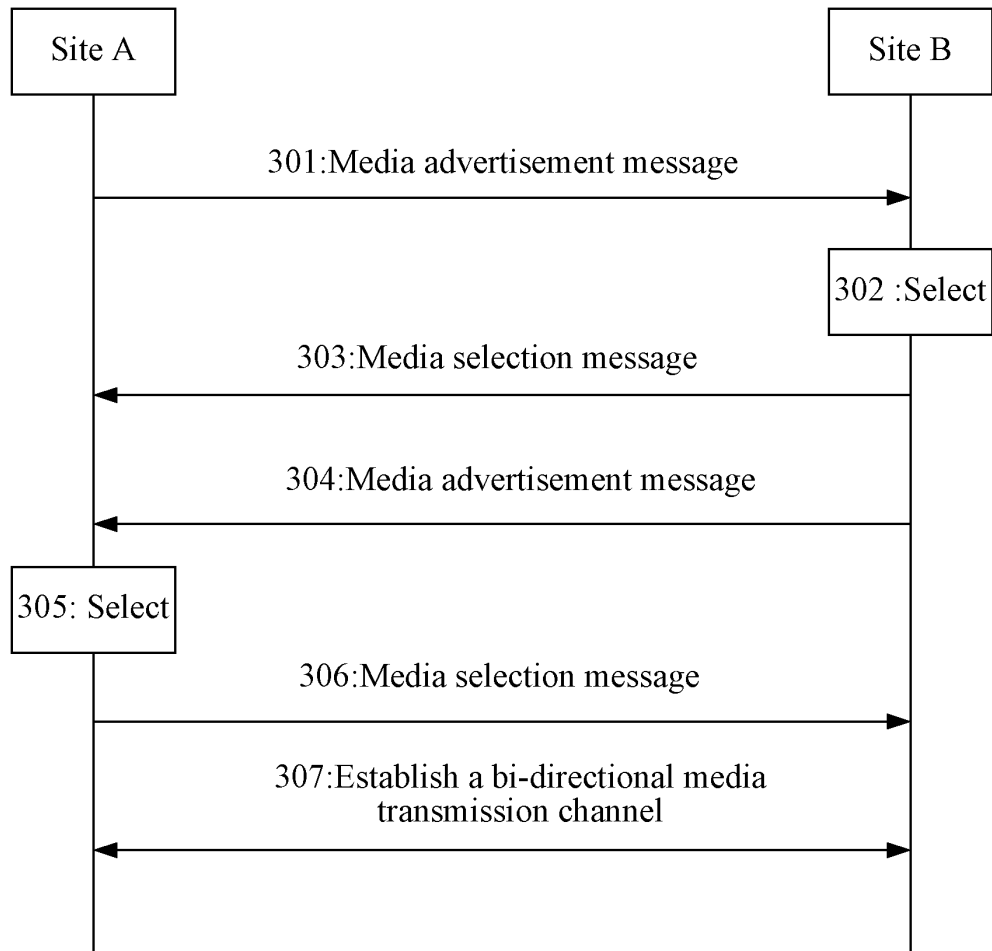 Site A
Site B
301:Media advertisement message
302 :Select
303:Media selection message
304:Media advertisement message
305: Select
306:Media selection message
307:Establish a bi-directional media
transmission channel